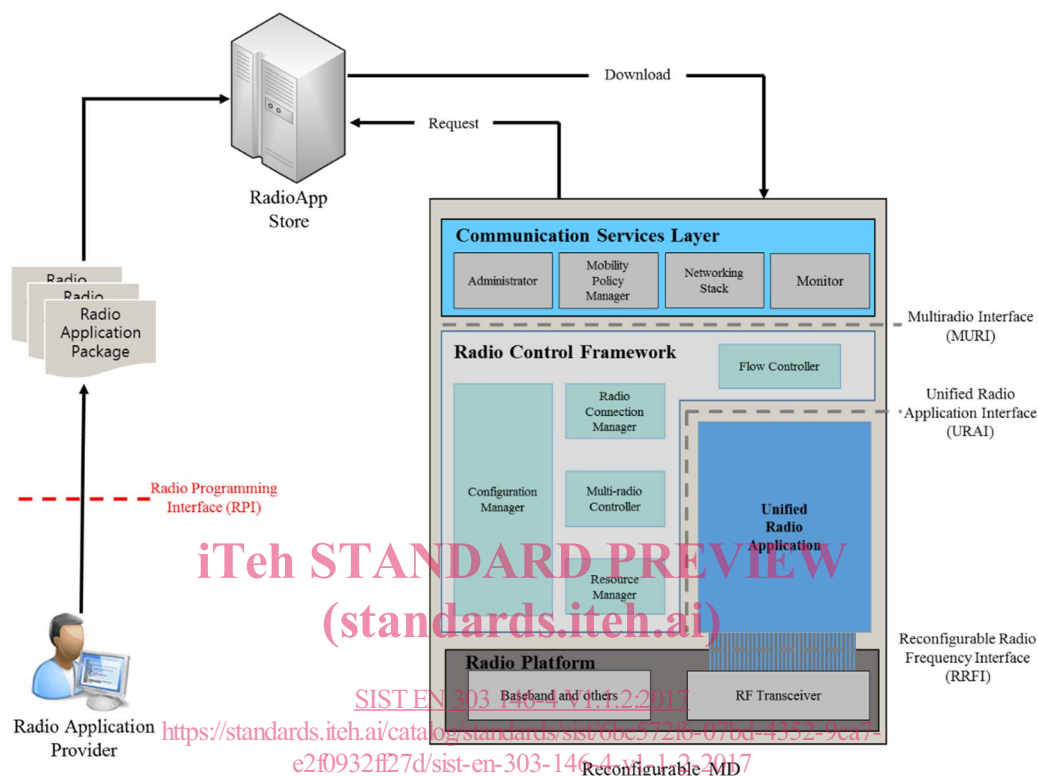 Download
Request
RadioApp
Store
Communication Services Layer
Administrator
Mobility
Policy
Manager
Networking
Stack
Monitor
Radio
Radio
Radio
Application
Package
Multiradio Interface
(MURI)
Radio Control Framework
Flow Controller
Radio
Connection
Manager
Unified Radio
Application Interface
(URAI)
Configuration
Manager
Multi-radio
Controller
Unified
Radio
Application
Radio Programming
Interface (RPI)
iTeh STANDARD PREVIEW
Resource
Manager
(standards.iteh.ai)
Reconfigurable Radio
Frequency Interface
(RRFI)
Radio Platform
Baseband and others
RF Transceiver
SIST EN 303 146-4 V1.1.2:2017
Radio Application
Provider
https://standards.iteh.ai/catalog/standards/sist/6bc572f6-07bd-4352-9ca7-
e2f0932ff27d/sist-en-303-146-4-v1-1-2-2017
Reconfigurable MD